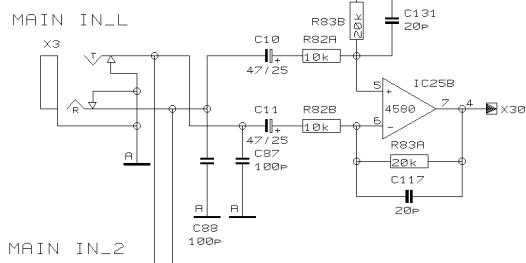 MAIN IN_L
X3
T
R
A
C10
+
47/25
R82A
10k
R83B
20k
C131
20p
C11
+
47/25
R82B
10k
5
+
6
-
IC25B
4580
7
4
X30
R83A
20k
C117
20p
C87
100p
A
A
C88
100p
MAIN IN_2